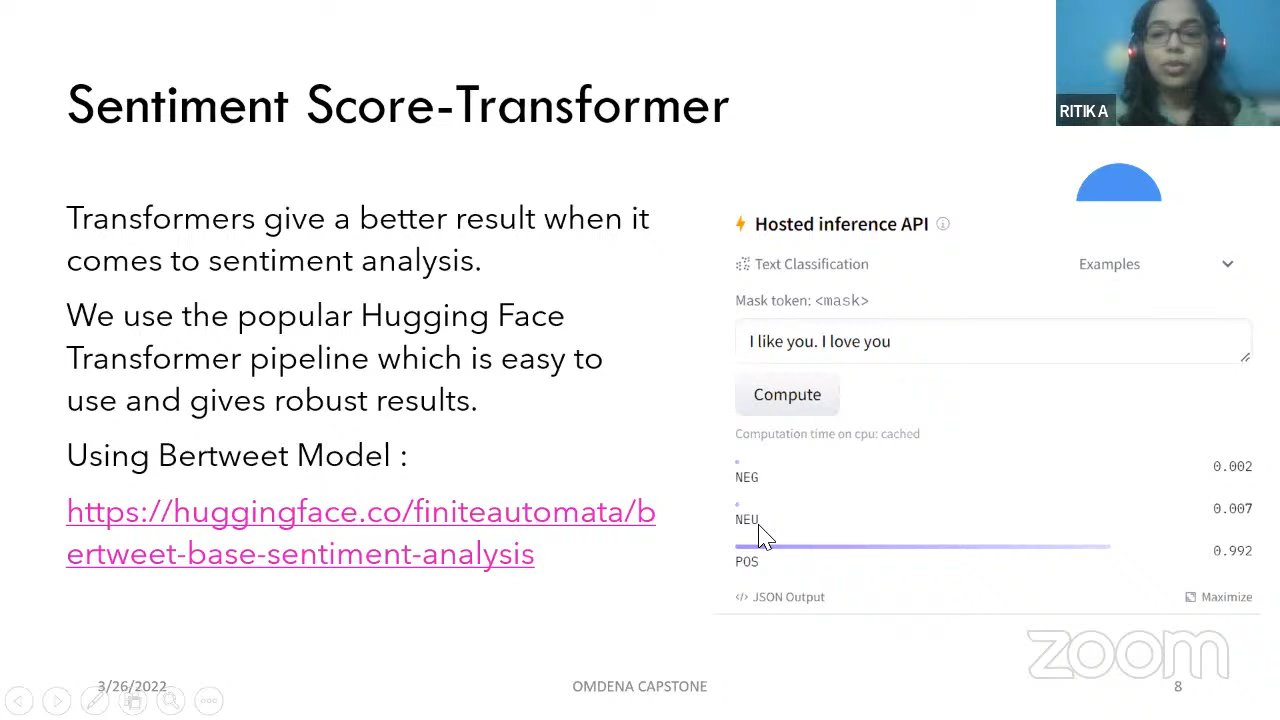 RITIKA
Sentiment Score-Transformer
Transformers give a better result when it
comes to sentiment analysis.
We use the popular Hugging Face
Transformer pipeline which is easy to
use and gives robust results.
Using Bertweet Model :
https://huggingface.co/finiteautomata/b
ertweet-base-sentiment-analysis
Hosted inference API
Text Classification
Examples
Mask token: <mask>
I like you. I love you
Compute
Computation time on cpu: cached
NEG 0.002
NEU 0.007
POS 0.992
</> JSON Output
Maximize
zoom
3/26/2022
OMDENA CAPSTONE
8